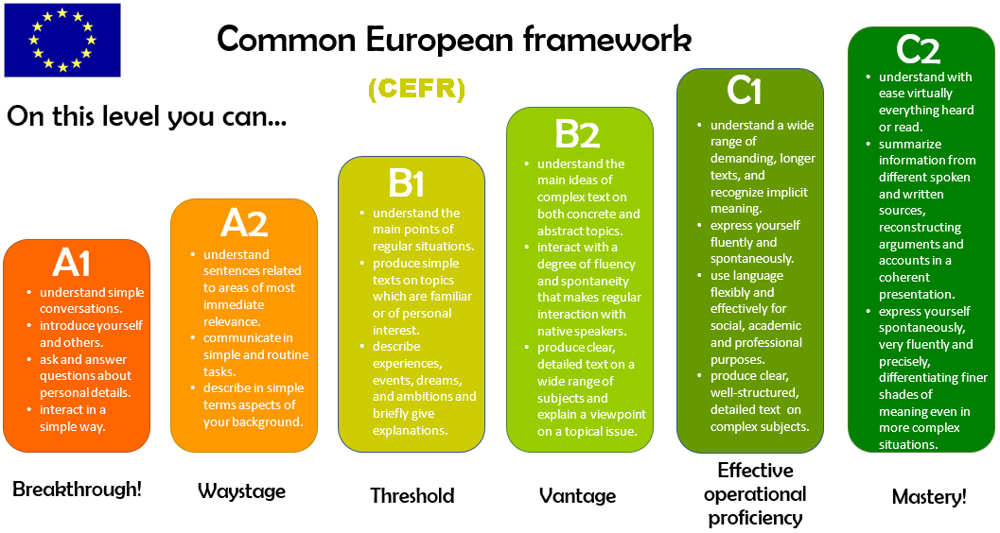 Common European framework
(CEFR)
On this level you can...
A1
• understand simple
conversations.
• introduce yourself
and others.
• ask and answer
questions about
personal details.
• interact in a
simple way.
Breakthrough!
A2
• understand
sentences related
to areas of most
immediate
relevance.
• communicate in
simple and routine
tasks.
• describe in simple
terms aspects of
your background.
Waystage
B1
• understand the
main points of
regular situations.
• produce simple
texts on topics
which are familiar
or of personal
interest.
• describe
experiences,
events, dreams,
and ambitions and
briefly give
explanations.
Threshold
B2
• understand the
main ideas of
complex text on
both concrete and
abstract topics.
• interact with a
degree of fluency
and spontaneity
that makes regular
interaction with
native speakers.
• produce clear,
detailed text on a
wide range of
subjects and
explain a viewpoint
on a topical issue.
Vantage
C1
• understand a wide
range of
demanding, longer
texts, and
recognize implicit
meaning.
• express yourself
fluently and
spontaneously.
• use language
flexibly and
effectively for
social, academic
and professional
purposes.
• produce clear,
well-structured,
detailed text on
complex subjects.
Effective
operational
proficiency
C2
• understand with
ease virtually
everything heard
or read.
• summarize
information from
different spoken
and written
sources,
reconstructing
arguments and
accounts in a
coherent
presentation.
• express yourself
spontaneously,
very fluently and
precisely,
differentiating finer
shades of
meaning even in
more complex
situations.
Mastery!